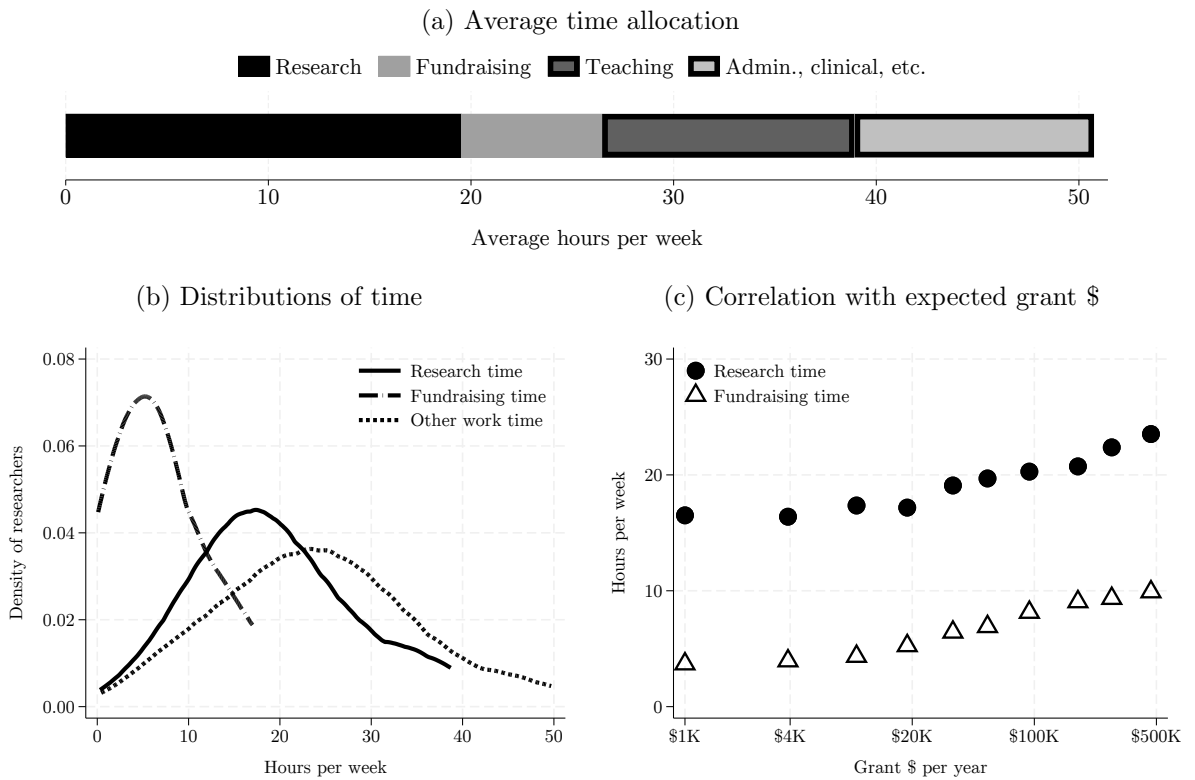 (a) Average time allocation
Research Fundraising Teaching Admin., clinical, etc.
0 10 20 30 40 50
Average hours per week
(b) Distributions of time
0.08
0.06
0.04
0.02
0.00
Density of researchers
Research time
Fundraising time
Other work time
0 10 20 30 40 50
Hours per week
(c) Correlation with expected grant $
30
20
10
0
Hours per week
Research time
Fundraising time
$1K $4K $20K $100K $500K
Grant $ per year